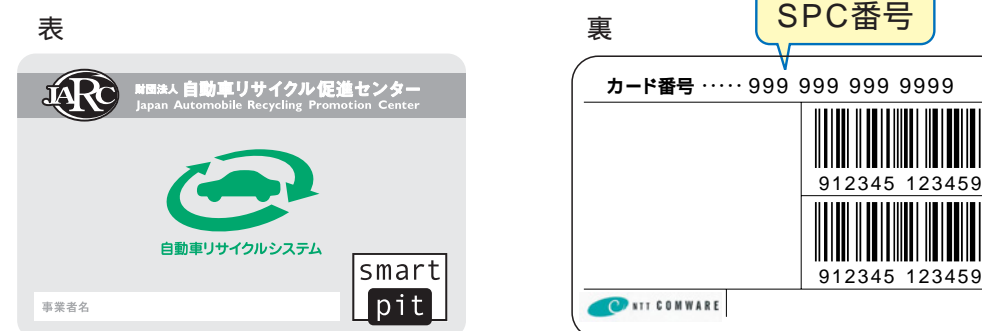 表
JARC
財団法人 自動車リサイクル促進センター
Japan Automobile Recycling Promotion Center
自動車リサイクルシステム
smart
pit
事業者名
裏
SPC番号
カード番号 ····· 999 999 999 9999
912345 123459
912345 123459
NTT COMWARE